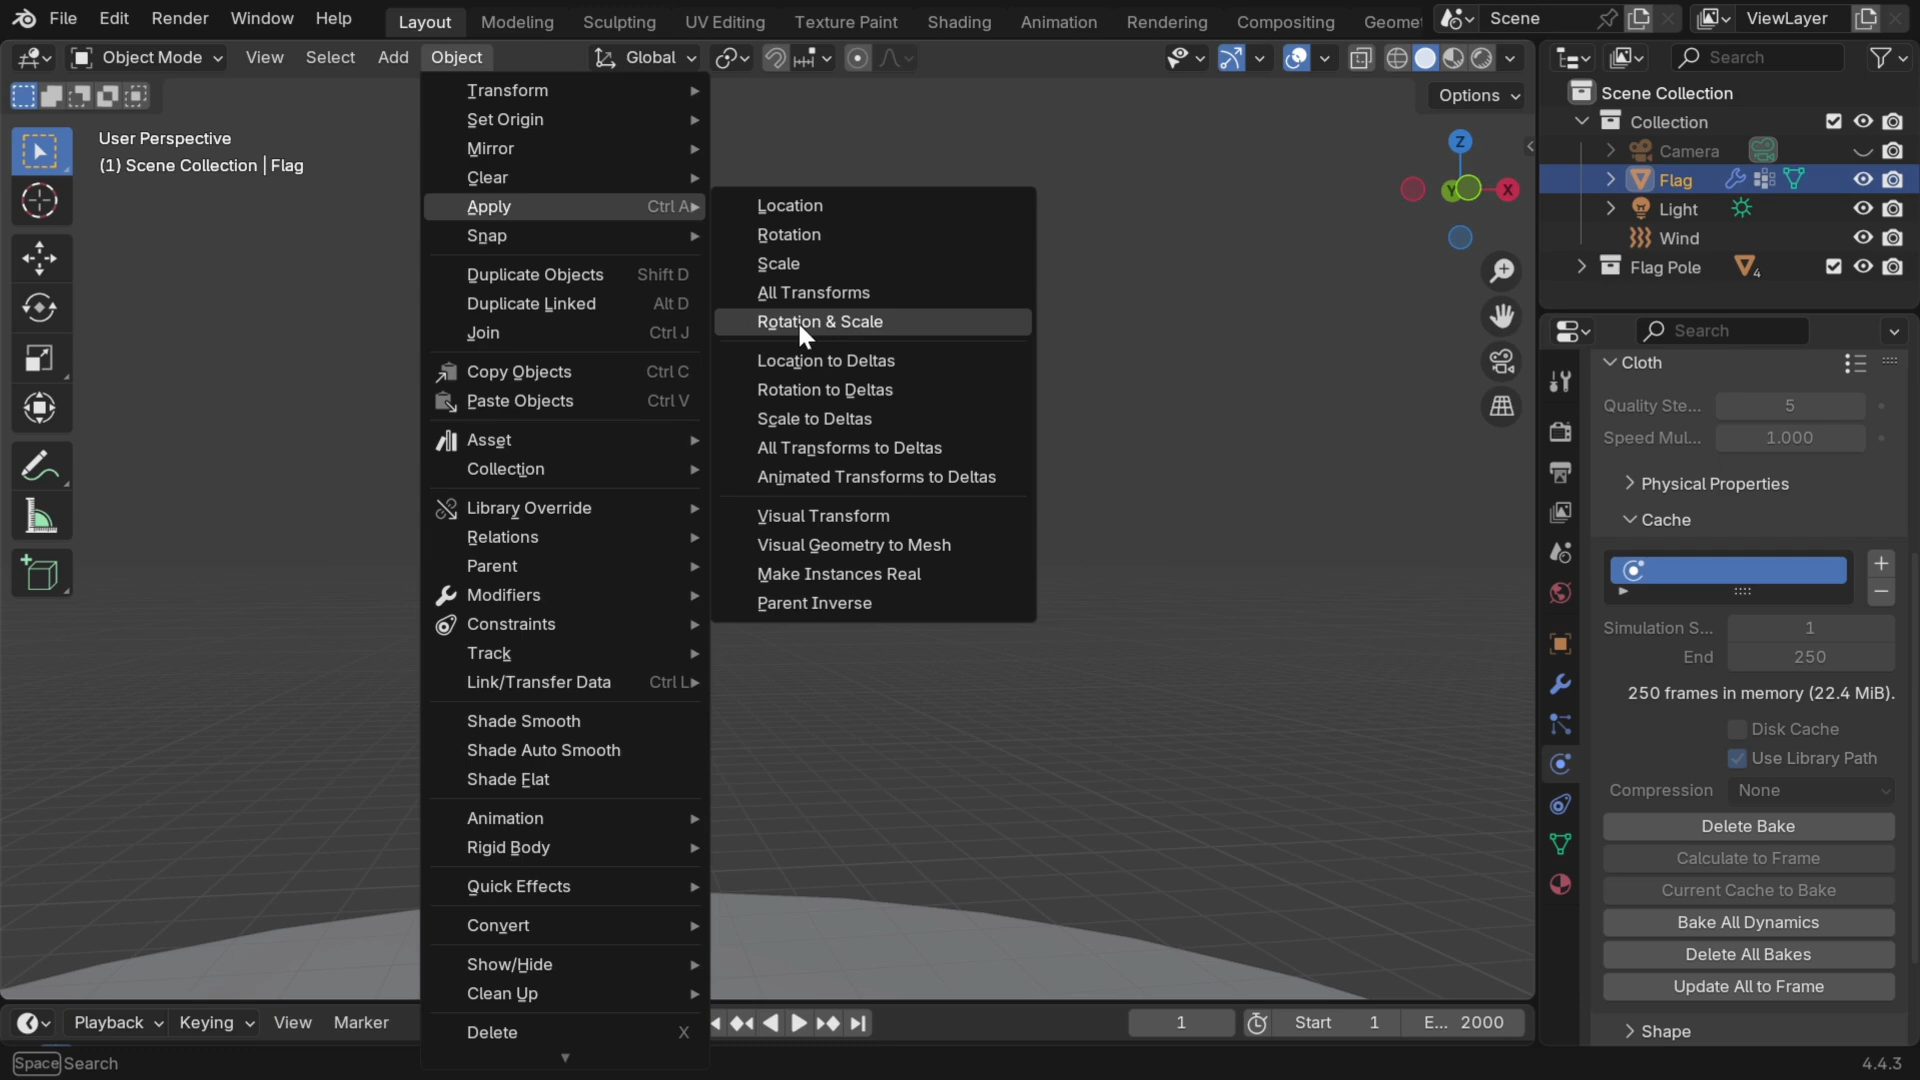 File Edit Render Window Help Layout Modeling Sculpting UV Editing Texture Paint Shading Animation Rendering Compositing Geomet Scene ViewLayer
Object Mode View Select Add Object Global Search
Options
User Perspective
(1) Scene Collection | Flag
Transform
Set Origin
Mirror
Clear
Apply Ctrl A
Snap
Duplicate Objects Shift D
Duplicate Linked Alt D
Join Ctrl J
Copy Objects Ctrl C
Paste Objects Ctrl V
Asset
Collection
Library Override
Relations
Parent
Modifiers
Constraints
Track
Link/Transfer Data Ctrl L
Shade Smooth
Shade Auto Smooth
Shade Flat
Animation
Rigid Body
Quick Effects
Convert
Show/Hide
Clean Up
Delete X
Location
Rotation
Scale
All Transforms
Rotation & Scale
Location to Deltas
Rotation to Deltas
Scale to Deltas
All Transforms to Deltas
Animated Transforms to Deltas
Visual Transform
Visual Geometry to Mesh
Make Instances Real
Parent Inverse
Z
Y X
Scene Collection
Collection
Camera
Flag
Light
Wind
Flag Pole 4
Search
Cloth
Quality Ste... 5
Speed Mul... 1.000
Physical Properties
Cache
Simulation S... 1
End 250
250 frames in memory (22.4 MiB).
Disk Cache
Use Library Path
Compression None
Delete Bake
Calculate to Frame
Current Cache to Bake
Bake All Dynamics
Delete All Bakes
Update All to Frame
Shape
Playback Keying View Marker 1 Start 1 E... 2000
Space Search 4.4.3